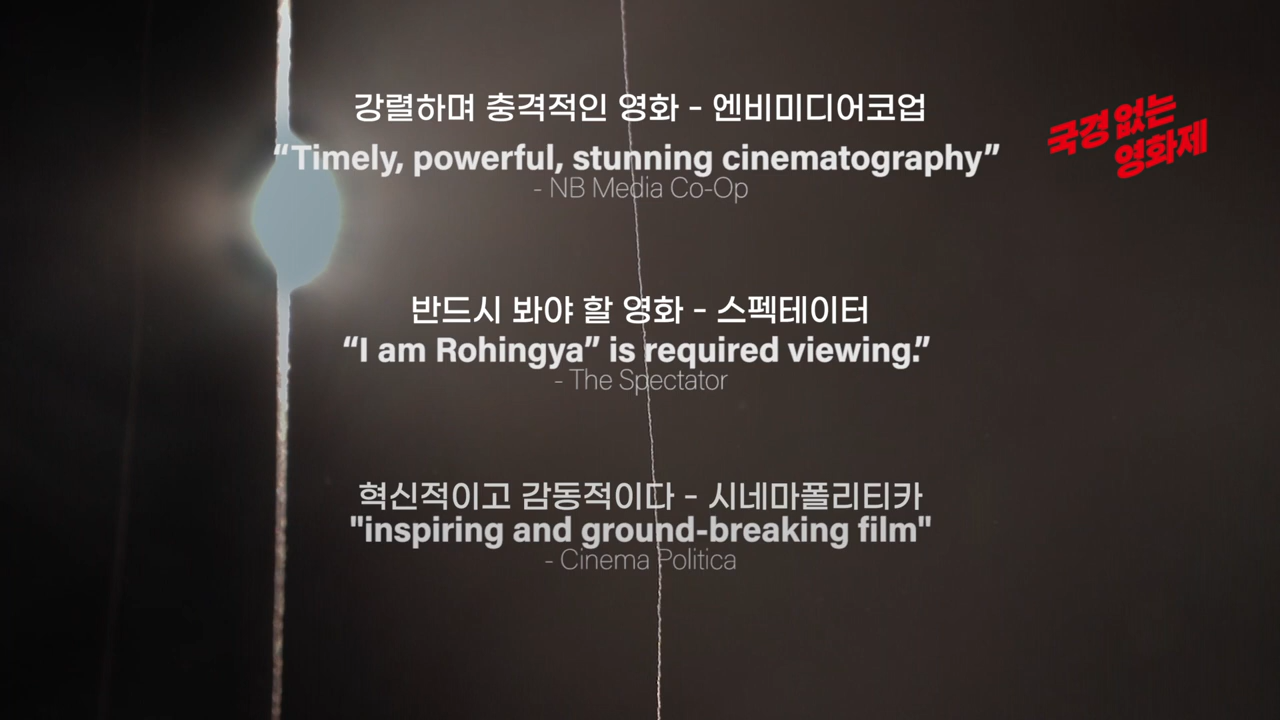 강렬하며 충격적인 영화 - 엔비미디어코업
“Timely, powerful, stunning cinematography”
- NB Media Co-Op
국경 없는
영화제
반드시 봐야 할 영화 - 스펙테이터
“I am Rohingya” is required viewing.”
- The Spectator
혁신적이고 감동적이다 - 시네마폴리티카
"inspiring and ground-breaking film"
- Cinema Politica